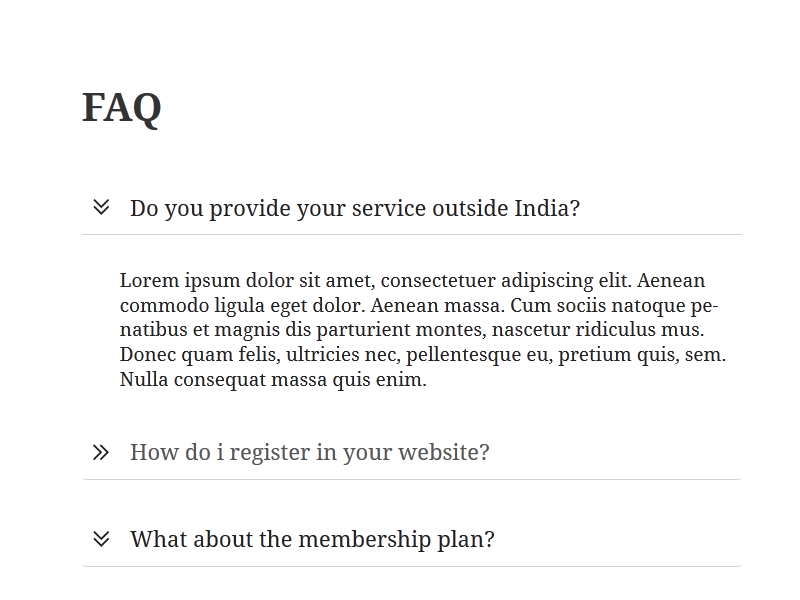 FAQ
Do you provide your service outside India?
Lorem ipsum dolor sit amet, consectetuer adipiscing elit. Aenean
commodo ligula eget dolor. Aenean massa. Cum sociis natoque pe-
natibus et magnis dis parturient montes, nascetur ridiculus mus.
Donec quam felis, ultricies nec, pellentesque eu, pretium quis, sem.
Nulla consequat massa quis enim.
How do i register in your website?
What about the membership plan?